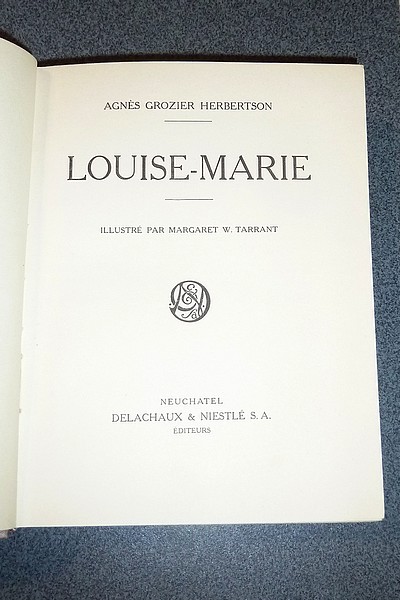 AGNÈS GROZIER HERBERTSON
LOUISE-MARIE
ILLUSTRÉ PAR MARGARET W. TARRANT
NEUCHATEL
DELACHAUX & NIESTLÉ S. A.
ÉDITEURS